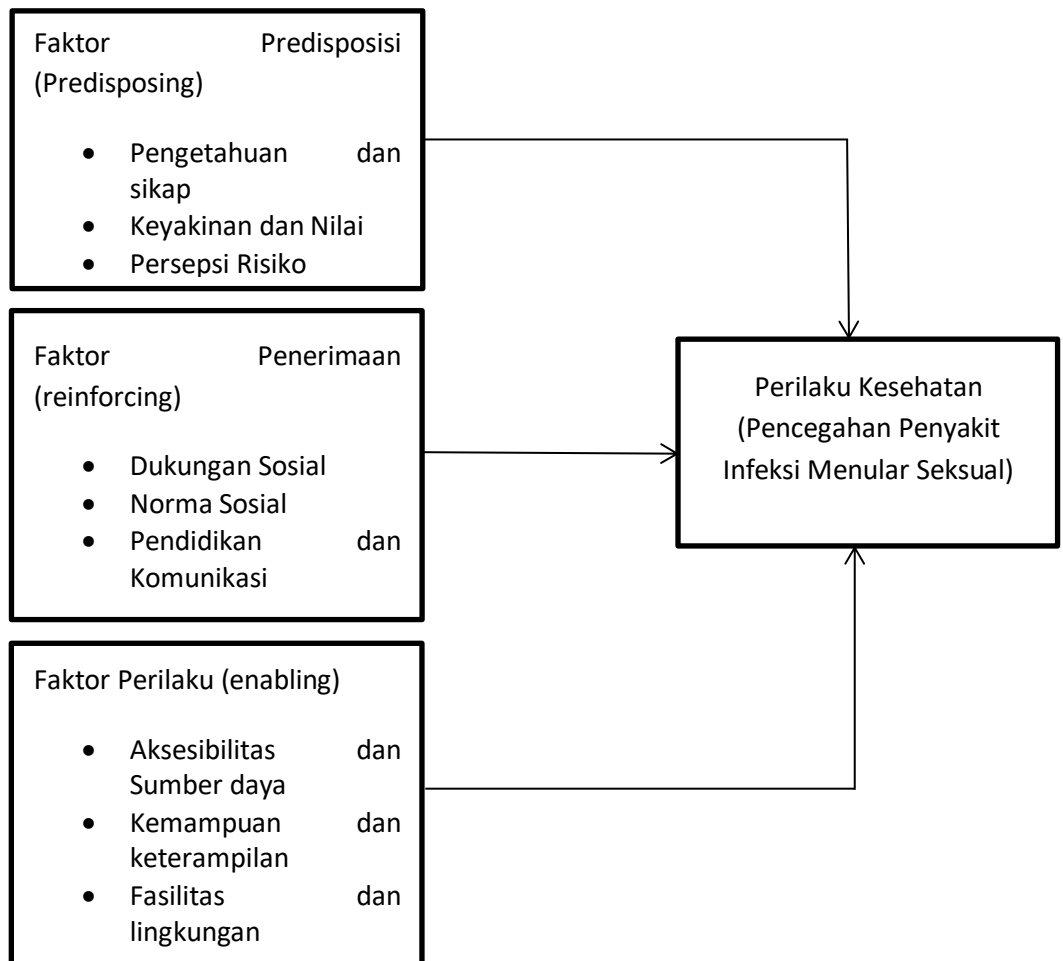 Faktor Predisposisi
(Predisposing)
• Pengetahuan dan
sikap
• Keyakinan dan Nilai
• Persepsi Risiko
Faktor Penerimaan
(reinforcing)
• Dukungan Sosial
• Norma Sosial
• Pendidikan dan
Komunikasi
Faktor Perilaku (enabling)
• Aksesibilitas dan
Sumber daya
• Kemampuan dan
keterampilan
• Fasilitas dan
lingkungan
Perilaku Kesehatan
(Pencegahan Penyakit
Infeksi Menular Seksual)